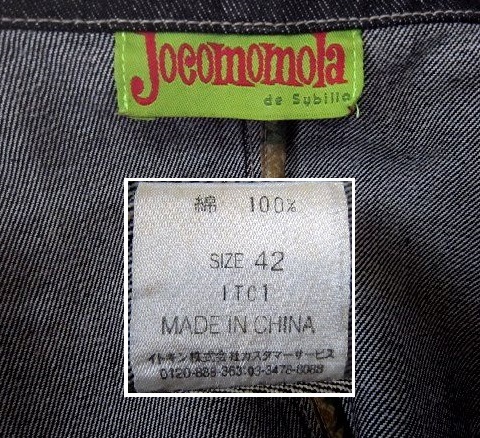 Jocomomola
de Sybilla
綿 100%
SIZE 42
ITC1
MADE IN CHINA
イトキン株式会社カスタマーサービス
0120-888-363:03-3478-8088